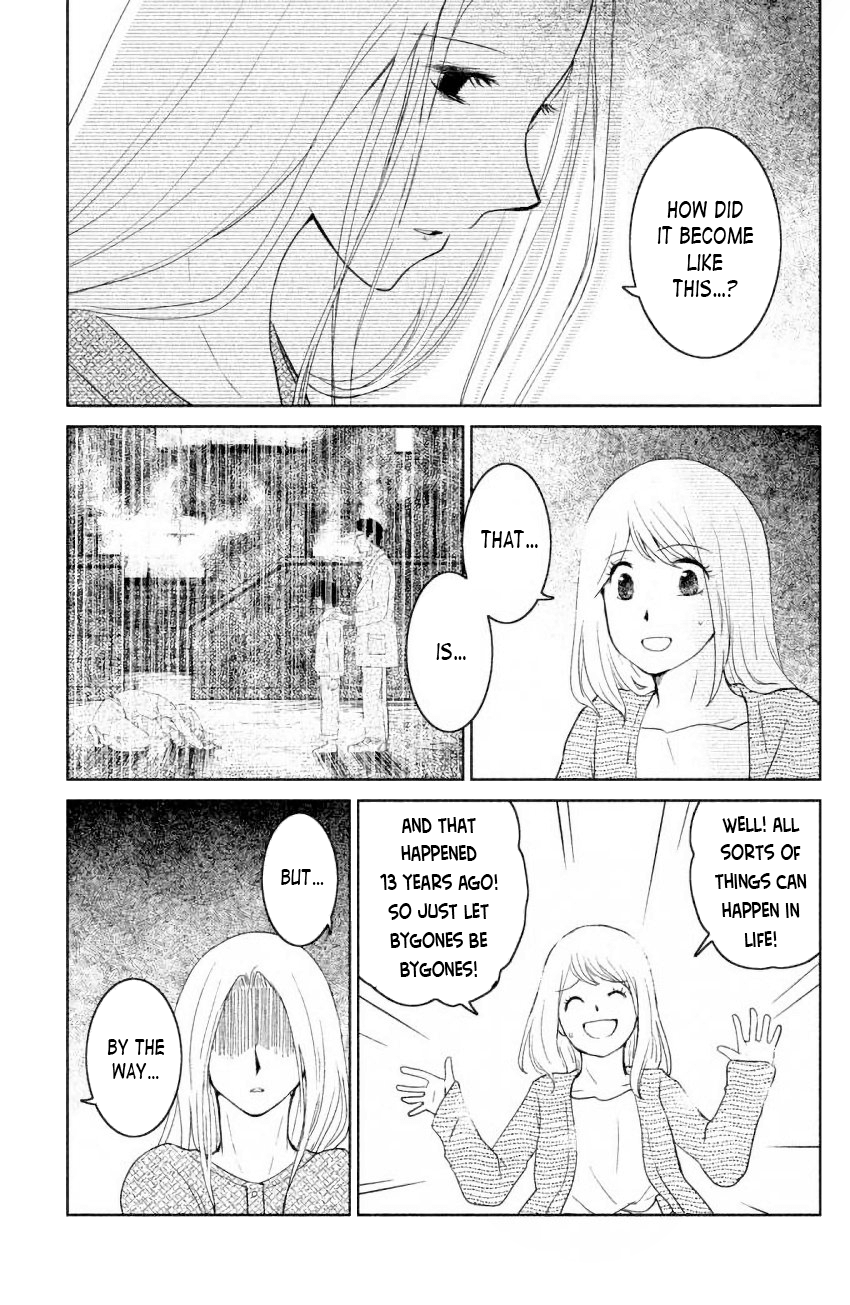 HOW DID
IT BECOME
LIKE
THIS...?
THAT...
IS...
WELL! ALL
SORTS OF
THINGS CAN
HAPPEN IN
LIFE!
AND THAT
HAPPENED
13 YEARS AGO!
SO JUST LET
BYGONES BE
BYGONES!
BUT...
BY THE
WAY...